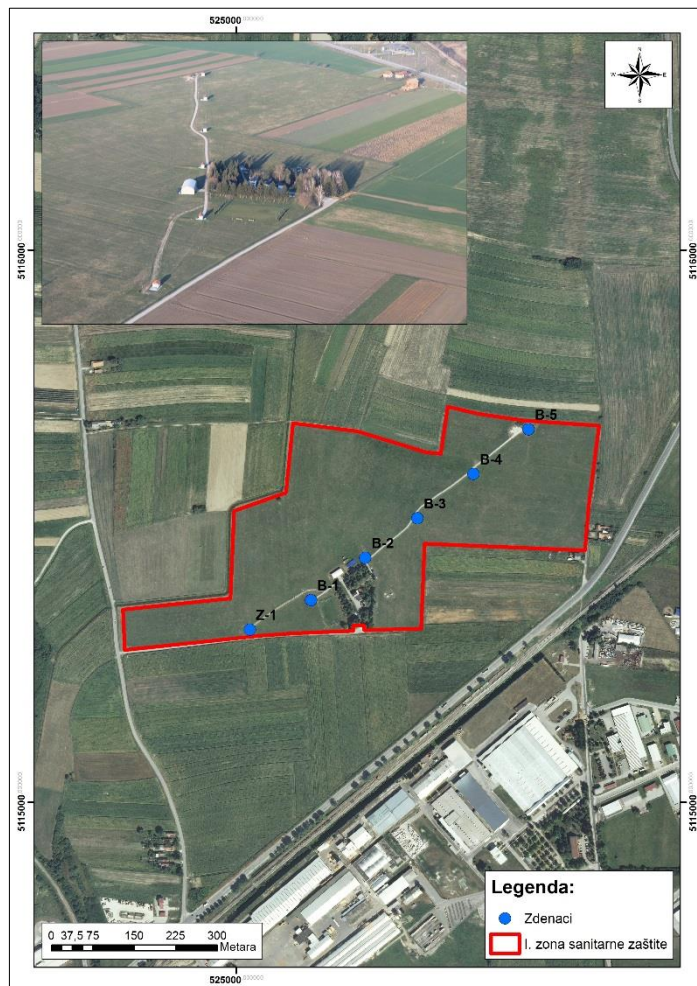 525000
N
W E
S
5116000
5116000
B-5
B-4
B-3
B-2
B-1
Z-1
5115000
5115000
Legenda:
Zdenaci
I. zona sanitarne zaštite
0 37,5 75 150 225 300
Metara
525000